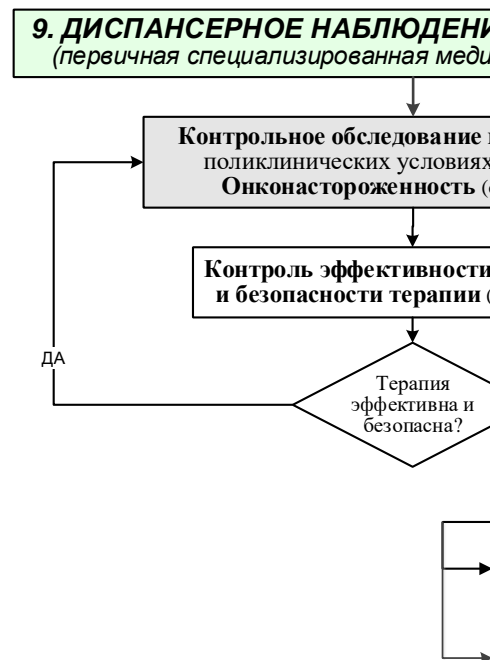 9. ДИСПАНСЕРНОЕ НАБЛЮДЕНИ
(первичная специализированная меди
Контрольное обследование
поликлинических условиях
Онконастороженность (
Контроль эффективности
и безопасности терапии (
ДА
Терапия
эффективна и
безопасна?